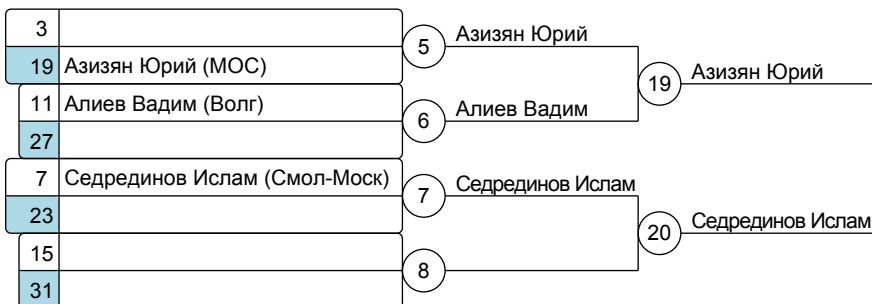 3
19 Азизян Юрий (МОС)
5 Азизян Юрий
11 Алиев Вадим (Волг)
27
6 Алиев Вадим
19 Азизян Юрий
7 Седрединов Ислам (Смол-Моск)
23
7 Седрединов Ислам
15
31
8
20 Седрединов Ислам